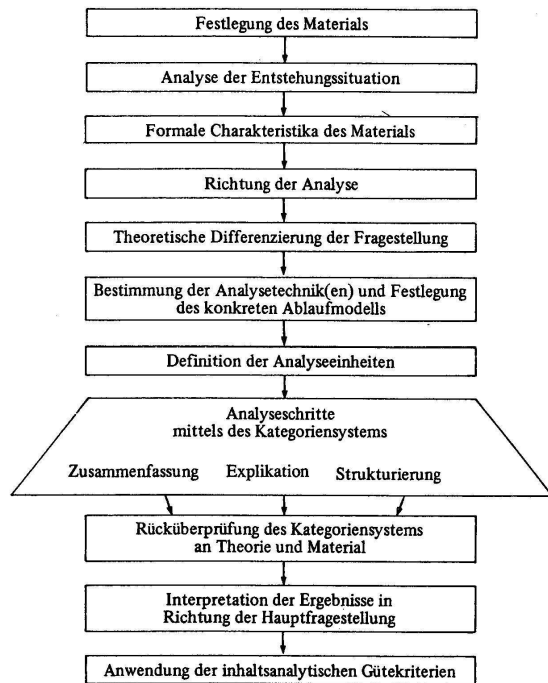 Festlegung des Materials
Analyse der Entstehungssituation
Formale Charakteristika des Materials
Richtung der Analyse
Theoretische Differenzierung der Fragestellung
Bestimmung der Analysetechnik(en) und Festlegung
des konkreten Ablaufmodells
Definition der Analyseeinheiten
Analyseschritte
mittels des Kategoriensystems
Zusammenfassung Explikation Strukturierung
Rücküberprüfung des Kategoriensystems
an Theorie und Material
Interpretation der Ergebnisse in
Richtung der Hauptfragestellung
Anwendung der inhaltsanalytischen Gütekriterien